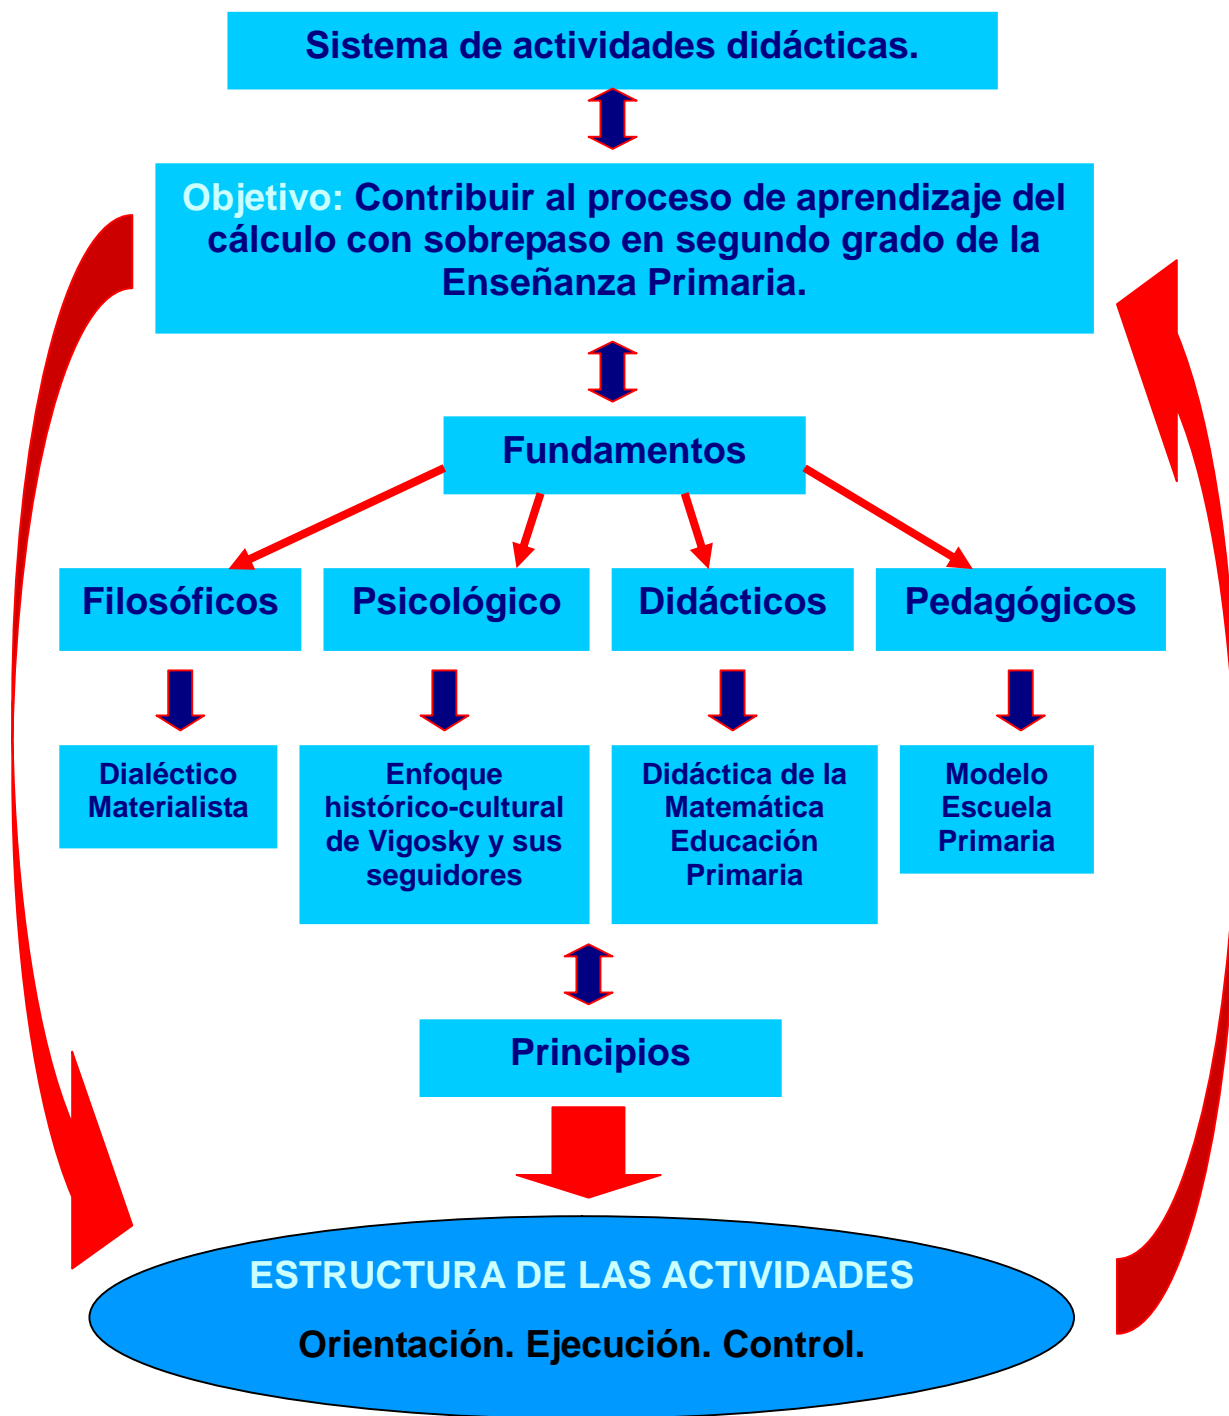 Sistema de actividades didácticas.
Objetivo: Contribuir al proceso de aprendizaje del
cálculo con sobrepaso en segundo grado de la
Enseñanza Primaria.
Fundamentos
Filosóficos
Psicológico
Didácticos
Pedagógicos
Dialéctico
Materialista
Enfoque
histórico-cultural
de Vigosky y sus
seguidores
Didáctica de la
Matemática
Educación
Primaria
Modelo
Escuela
Primaria
Principios
ESTRUCTURA DE LAS ACTIVIDADES
Orientación. Ejecución. Control.